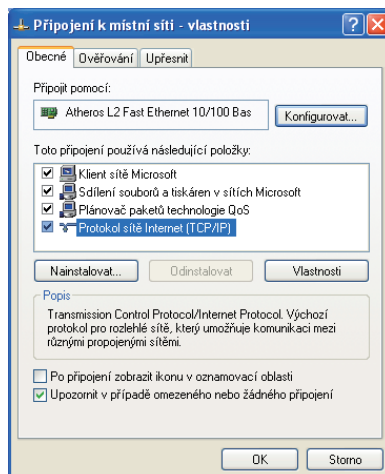 Připojení k místní síti - vlastnosti
Obecné Ověřování Upřesnit
Připojit pomocí:
Atheros L2 Fast Ethernet 10/100 Bas
Konfigurovat...
Toto připojení používá následující položky:
Klient sítě Microsoft
Sdílení souborů a tiskáren v sítích Microsoft
Plánovač paketů technologie QoS
Protokol sítě Internet (TCP/IP)
Nainstalovat... Odinstalovat Vlastnosti
Popis
Transmission Control Protocol/Internet Protocol. Výchozí
protokol pro rozlehlé sítě, který umožňuje komunikaci mezi
různými propojenými sítěmi.
Po připojení zobrazit ikonu v oznamovací oblasti
Upozornit v případě omezeného nebo žádného připojení
OK Storno